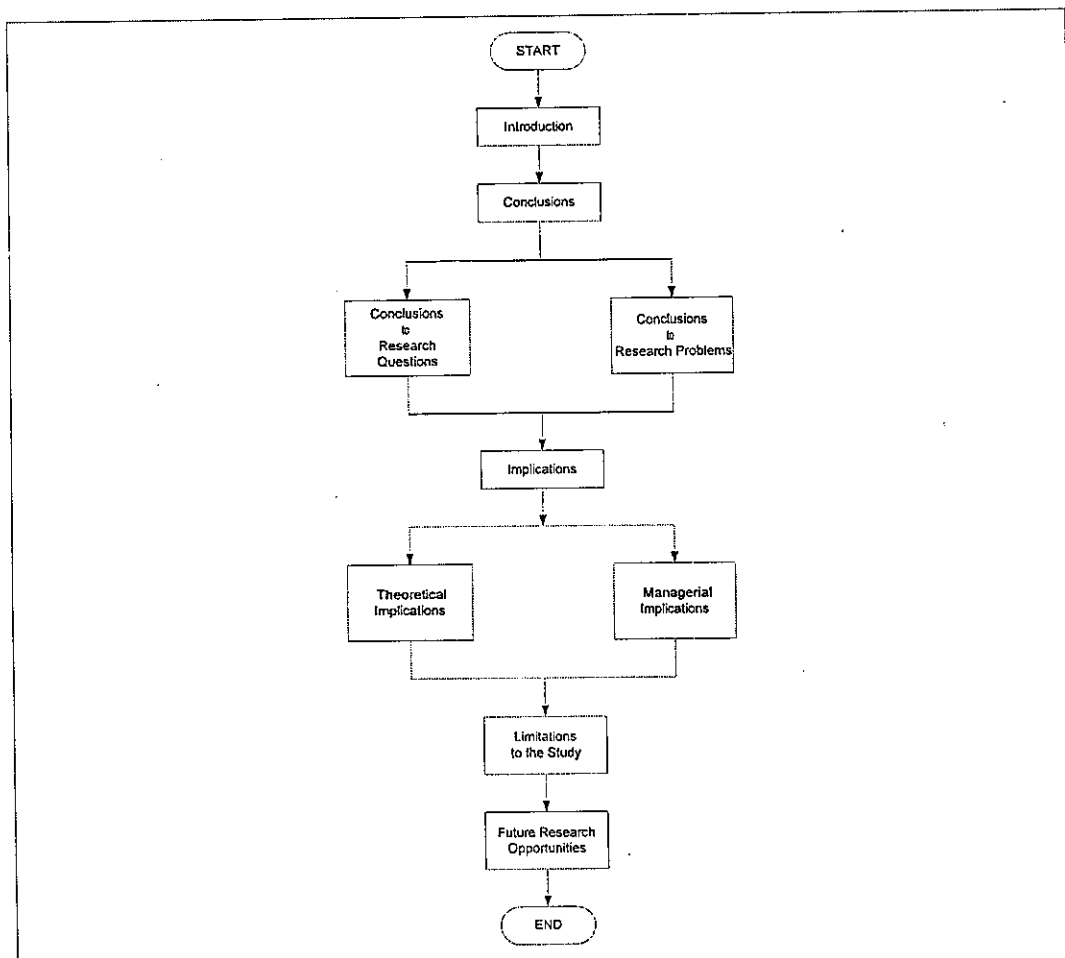 START
Introduction
Conclusions
Conclusions
to
Research
Questions
Conclusions
to
Research Problems
Implications
Theoretical
Implications
Managerial
Implications
Limitations
to the Study
Future Research
Opportunities
END